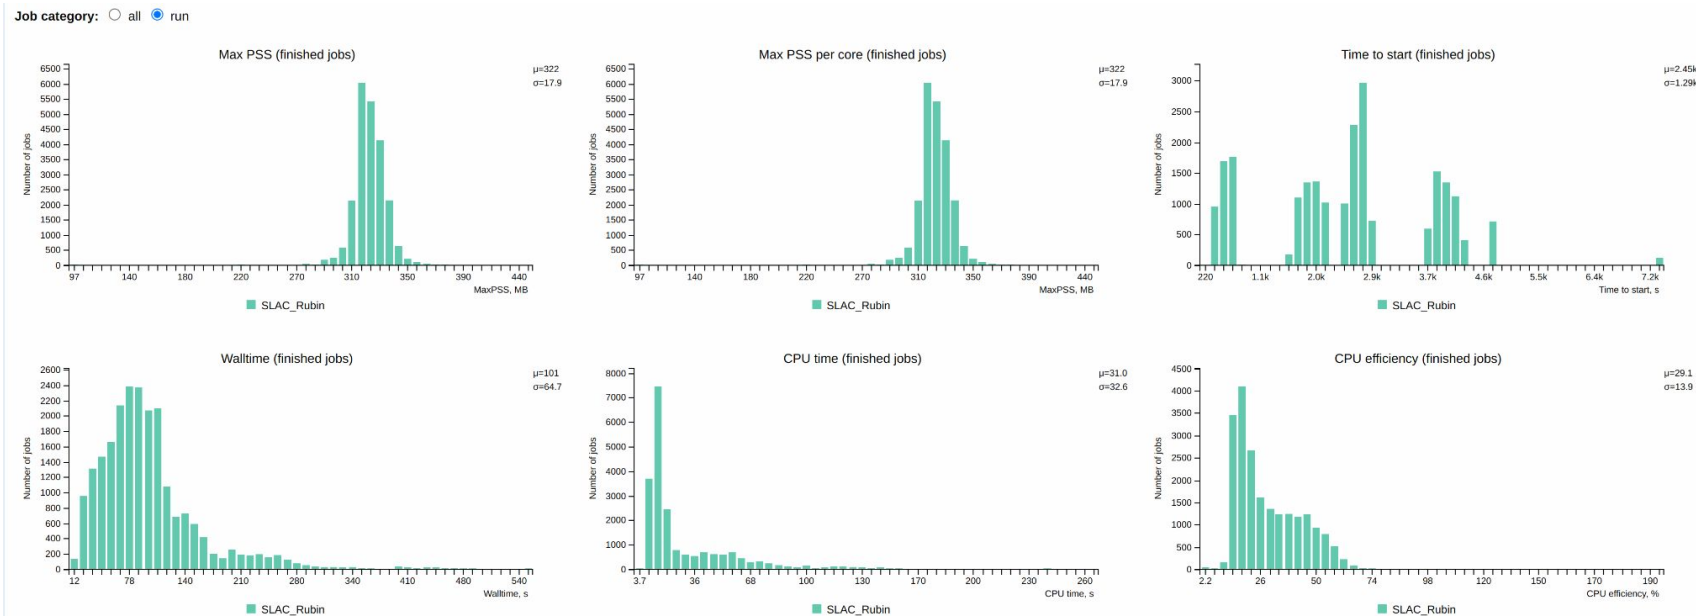 Job category: all run
Max PSS (finished jobs)
μ=322
σ=17.9
Number of jobs
6500
6000
5500
5000
4500
4000
3500
3000
2500
2000
1500
1000
500
0
97 140 180 220 270 310 350 390 440
MaxPSS, MB
SLAC_Rubin
Max PSS per core (finished jobs)
μ=322
σ=17.9
Number of jobs
6500
6000
5500
5000
4500
4000
3500
3000
2500
2000
1500
1000
500
0
97 140 180 220 270 310 350 390 440
MaxPSS, MB
SLAC_Rubin
Time to start (finished jobs)
μ=2.45k
σ=1.29k
Number of jobs
3000
2500
2000
1500
1000
500
0
220 1.1k 2.0k 2.9k 3.7k 4.6k 5.5k 6.4k 7.2k
Time to start, s
SLAC_Rubin
Walltime (finished jobs)
μ=101
σ=64.7
Number of jobs
2600
2400
2200
2000
1800
1600
1400
1200
1000
800
600
400
200
0
12 78 140 210 280 340 410 480 540
Walltime, s
SLAC_Rubin
CPU time (finished jobs)
μ=31.0
σ=32.6
Number of jobs
8000
7000
6000
5000
4000
3000
2000
1000
0
3.7 36 68 100 130 170 200 230 260
CPU time, s
SLAC_Rubin
CPU efficiency (finished jobs)
μ=29.1
σ=13.9
Number of jobs
4500
4000
3500
3000
2500
2000
1500
1000
500
0
2.2 26 50 74 98 120 150 170 190
CPU efficiency, %
SLAC_Rubin